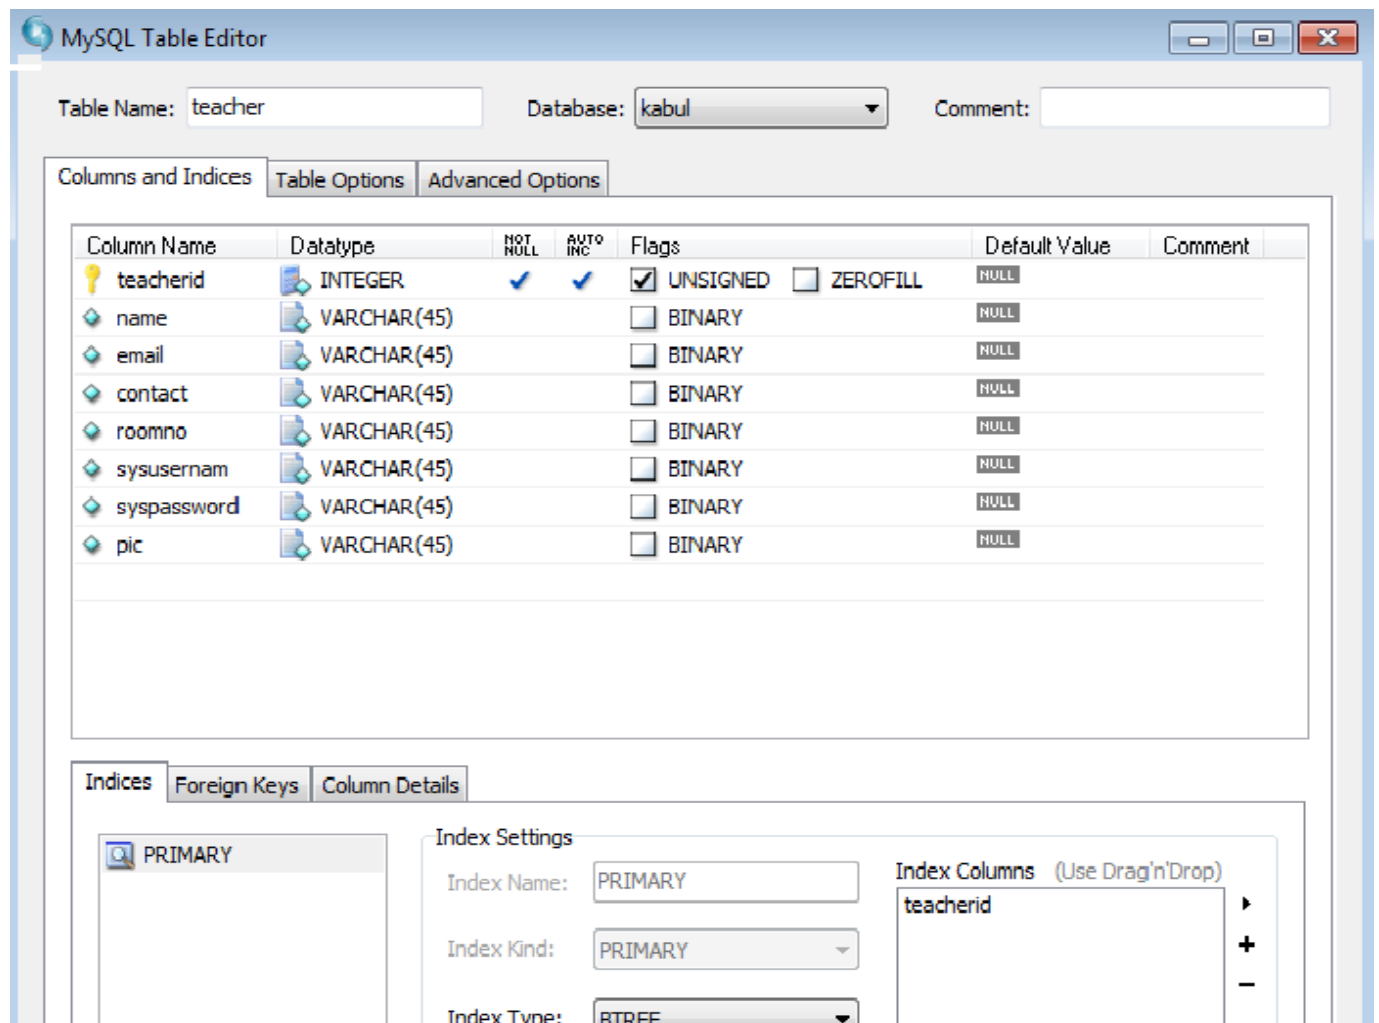 MySQL Table Editor
Table Name: teacher Database: kabul Comment:
Columns and Indices Table Options Advanced Options
Column Name Datatype NOT NULL AUTO INC Flags Default Value Comment
teacherid INTEGER UNSIGNED ZEROFILL NULL
name VARCHAR(45) BINARY NULL
email VARCHAR(45) BINARY NULL
contact VARCHAR(45) BINARY NULL
roomno VARCHAR(45) BINARY NULL
sysusernam VARCHAR(45) BINARY NULL
syspassword VARCHAR(45) BINARY NULL
pic VARCHAR(45) BINARY NULL
Indices Foreign Keys Column Details
PRIMARY
Index Settings
Index Name: PRIMARY
Index Kind: PRIMARY
Index Type: BTREE
Index Columns (Use Drag'n'Drop)
teacherid